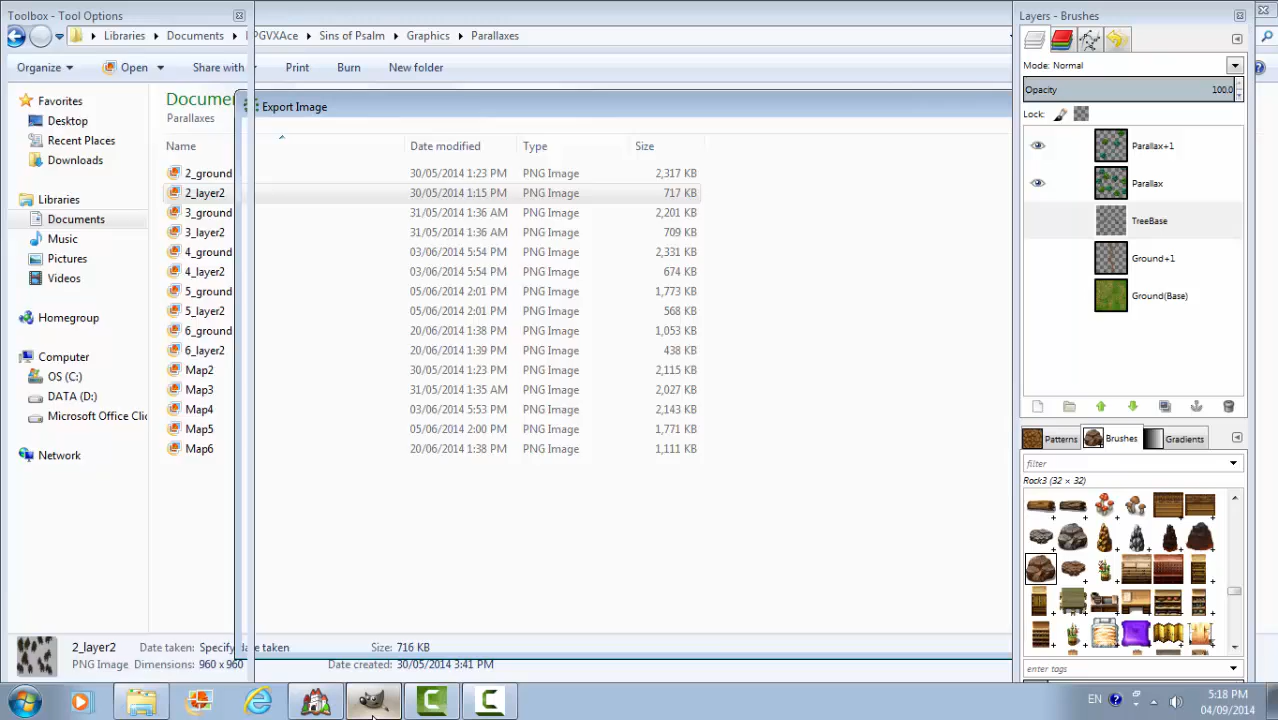 Toolbox - Tool Options
Layers - Brushes
Libraries
Documents
PGVXAce
Sins of Psalm
Graphics
Parallaxes
Organize
Open
Share with
Print
Burn
New folder
Mode: Normal
Opacity
100.0
Lock:
Favorites
Desktop
Recent Places
Downloads
Libraries
Documents
Music
Pictures
Videos
Homegroup
Computer
OS (C:)
DATA (D:)
Microsoft Office Clic
Network
Documen
Parallaxes
Export Image
Name
Date modified
Type
Size
2_ground 30/05/2014 1:23 PM PNG Image 2,317 KB
2_layer2 30/05/2014 1:15 PM PNG Image 717 KB
3_ground 31/05/2014 1:36 AM PNG Image 2,201 KB
3_layer2 31/05/2014 1:36 AM PNG Image 709 KB
4_ground 03/06/2014 5:54 PM PNG Image 2,331 KB
4_layer2 03/06/2014 5:54 PM PNG Image 674 KB
5_ground 05/06/2014 2:01 PM PNG Image 1,773 KB
5_layer2 05/06/2014 2:01 PM PNG Image 568 KB
6_ground 20/06/2014 1:38 PM PNG Image 1,053 KB
6_layer2 20/06/2014 1:39 PM PNG Image 438 KB
Map2 30/05/2014 1:23 PM PNG Image 2,115 KB
Map3 31/05/2014 1:35 AM PNG Image 2,027 KB
Map4 03/06/2014 5:53 PM PNG Image 2,143 KB
Map5 05/06/2014 2:00 PM PNG Image 1,771 KB
Map6 20/06/2014 1:38 PM PNG Image 1,111 KB
Parallax+1
Parallax
TreeBase
Ground+1
Ground(Base)
Patterns
Brushes
Gradients
filter
Rock3 (32 × 32)
enter tags
2_layer2 Date taken: Specify date taken Size: 716 KB
PNG Image Dimensions: 960 x 960 Date created: 30/05/2014 3:41 PM
EN
5:18 PM
04/09/2014